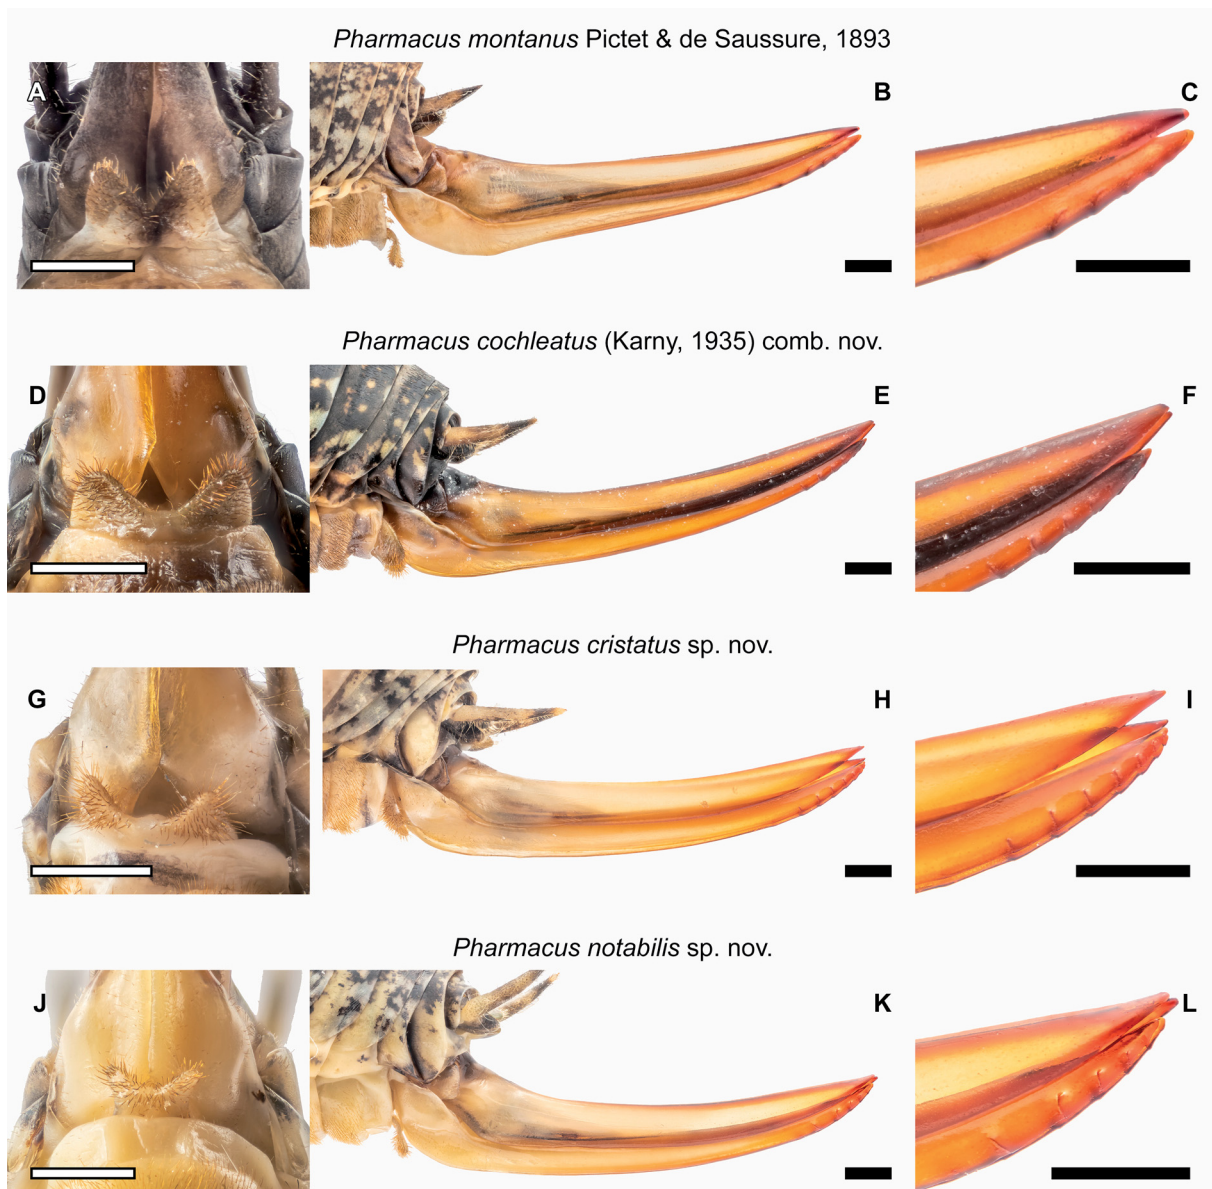 Pharmacus montanus Pictet & de Saussure, 1893
A
B
C
Pharmacus cochleatus (Karny, 1935) comb. nov.
D
E
F
Pharmacus cristatus sp. nov.
G
H
I
Pharmacus notabilis sp. nov.
J
K
L